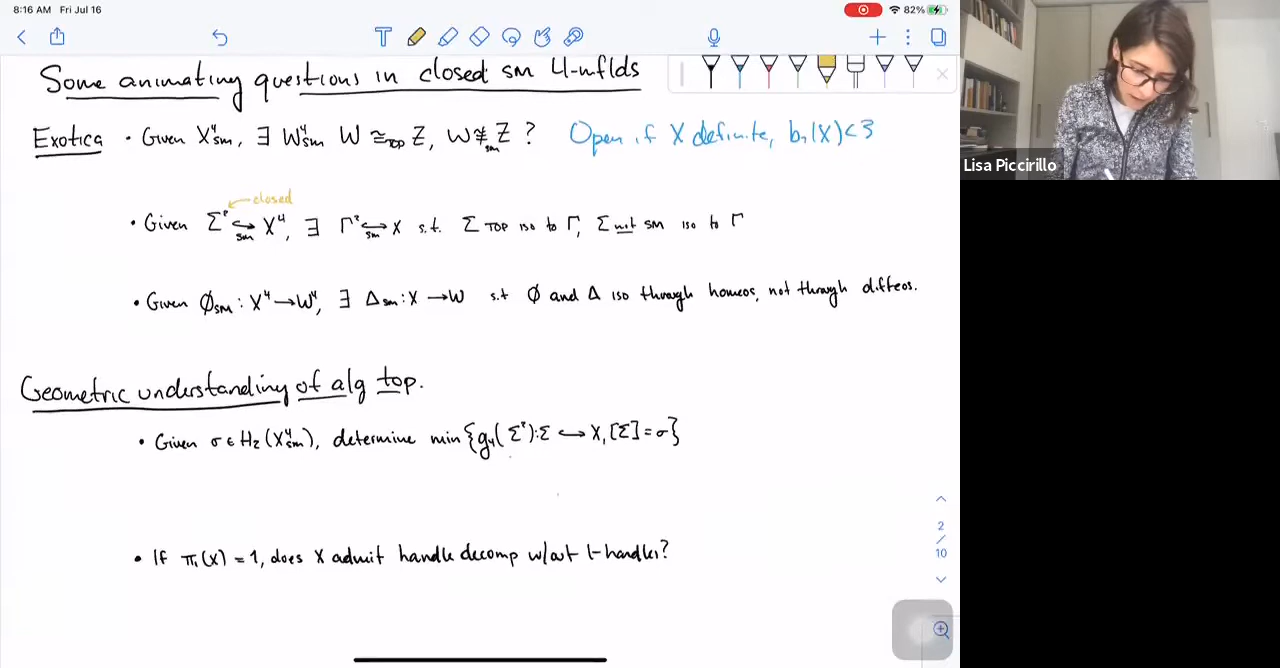 8:16 AM Fri Jul 16
82%
Some animating questions in closed sm 4-mflds
Exotica • Given X⁴sm, ∃ W⁴sm W ≅TOP Z, W ≇sm Z ? Open if X definite, b₁(X)<3
closed
• Given Σ² ↪sm X⁴, ∃ Γ² ↪sm X s.t. Σ TOP iso to Γ, Σ not sm iso to Γ
• Given ϕsm : X⁴ → W⁴, ∃ Δsm : X → W s.t ϕ and Δ iso through homeos, not through diffeos.
Geometric understanding of alg top.
• Given σ ∈ H₂(X⁴sm), determine min{g₄(Σ²): Σ ↪ X, [Σ]=σ}
• If π₁(X) = 1, does X admit handle decomp w/out 1-handles?
2
/
10
Lisa Piccirillo